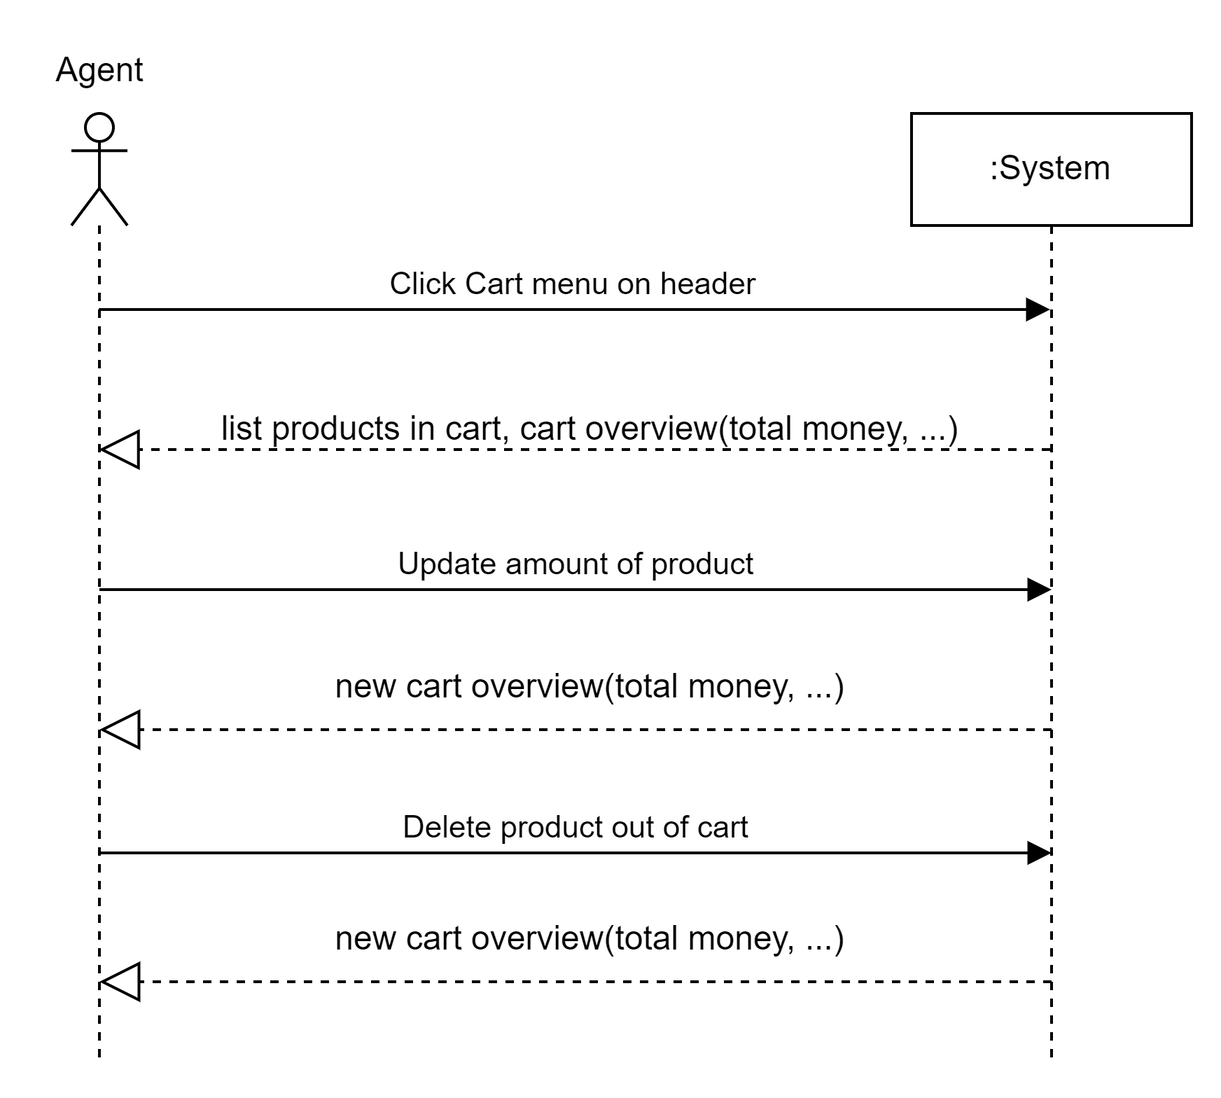 Agent
:System
Click Cart menu on header
list products in cart, cart overview(total money, ...)
Update amount of product
new cart overview(total money, ...)
Delete product out of cart
new cart overview(total money, ...)